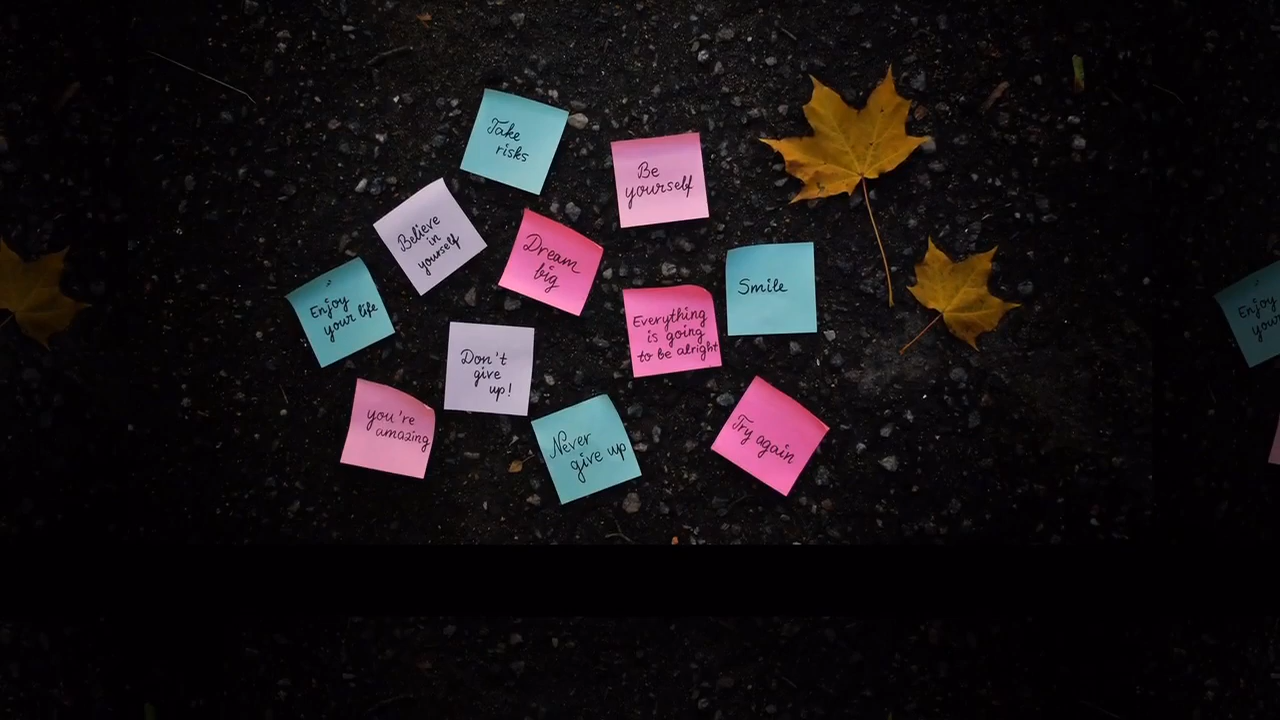 Take
risks
Be
yourself
Believe
in
yourself
Dream
big
Smile
Enjoy
your life
Everything
is going
to be alright
Don't
give
up!
you're
amazing
Never
give up
Try again
Enjoy